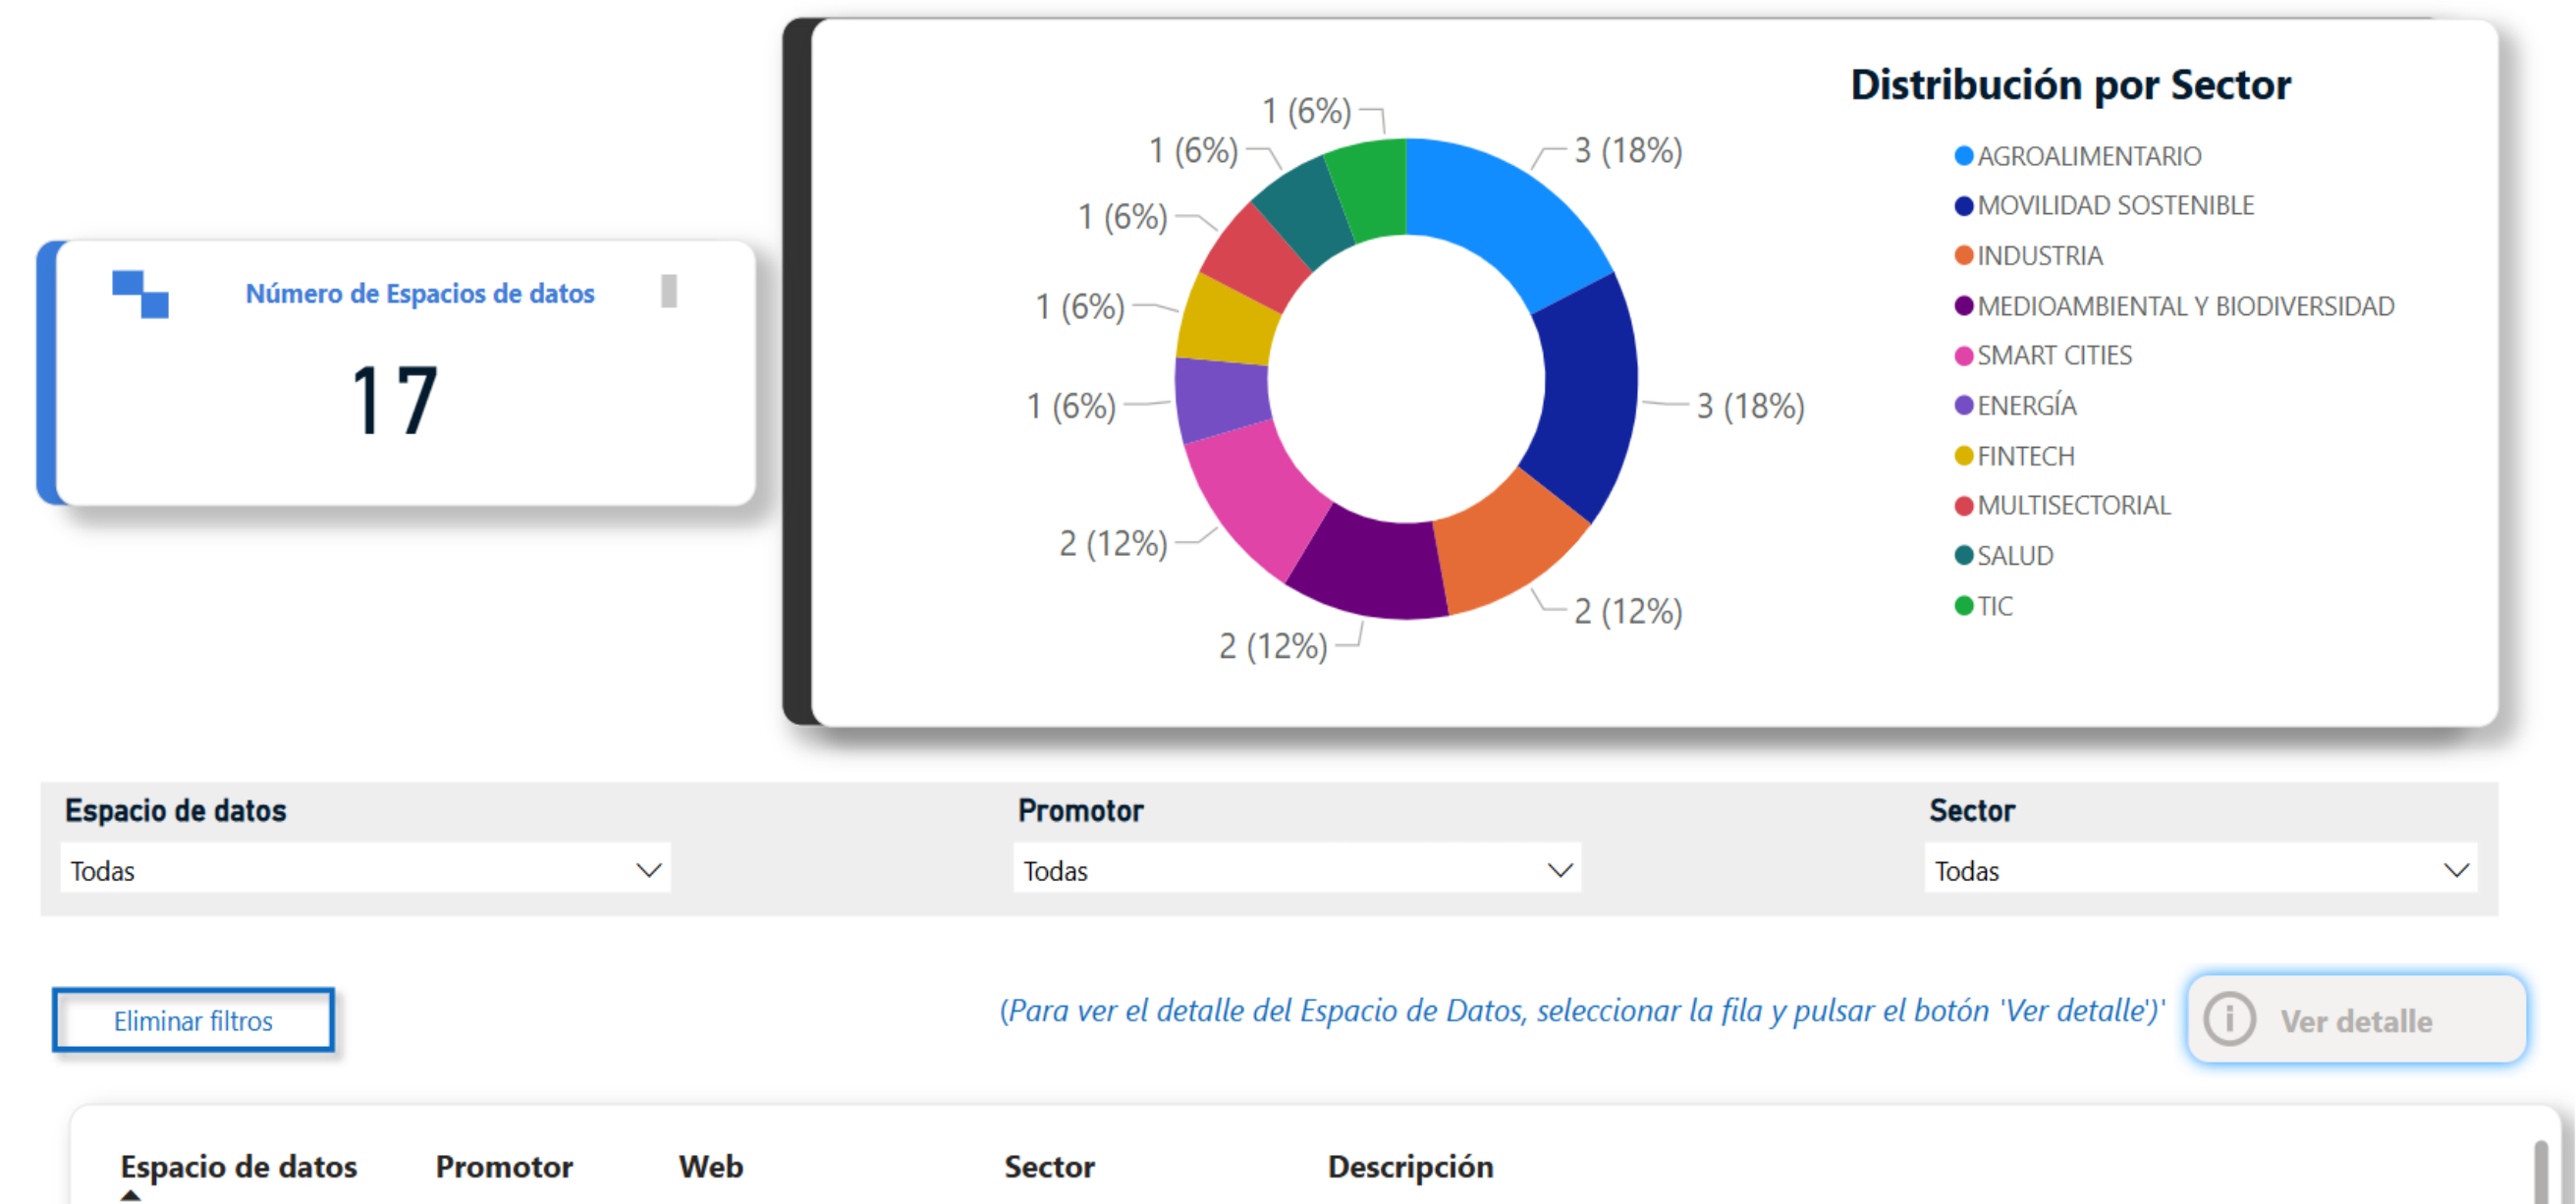 Número de Espacios de datos
17
Distribución por Sector
1 (6%)
1 (6%)
1 (6%)
1 (6%)
1 (6%)
2 (12%)
2 (12%)
2 (12%)
3 (18%)
3 (18%)
AGROALIMENTARIO
MOVILIDAD SOSTENIBLE
INDUSTRIA
MEDIOAMBIENTAL Y BIODIVERSIDAD
SMART CITIES
ENERGÍA
FINTECH
MULTISECTORIAL
SALUD
TIC
Espacio de datos
Todas
Promotor
Todas
Sector
Todas
Eliminar filtros
(Para ver el detalle del Espacio de Datos, seleccionar la fila y pulsar el botón 'Ver detalle')'
Ver detalle
Espacio de datos Promotor Web Sector Descripción